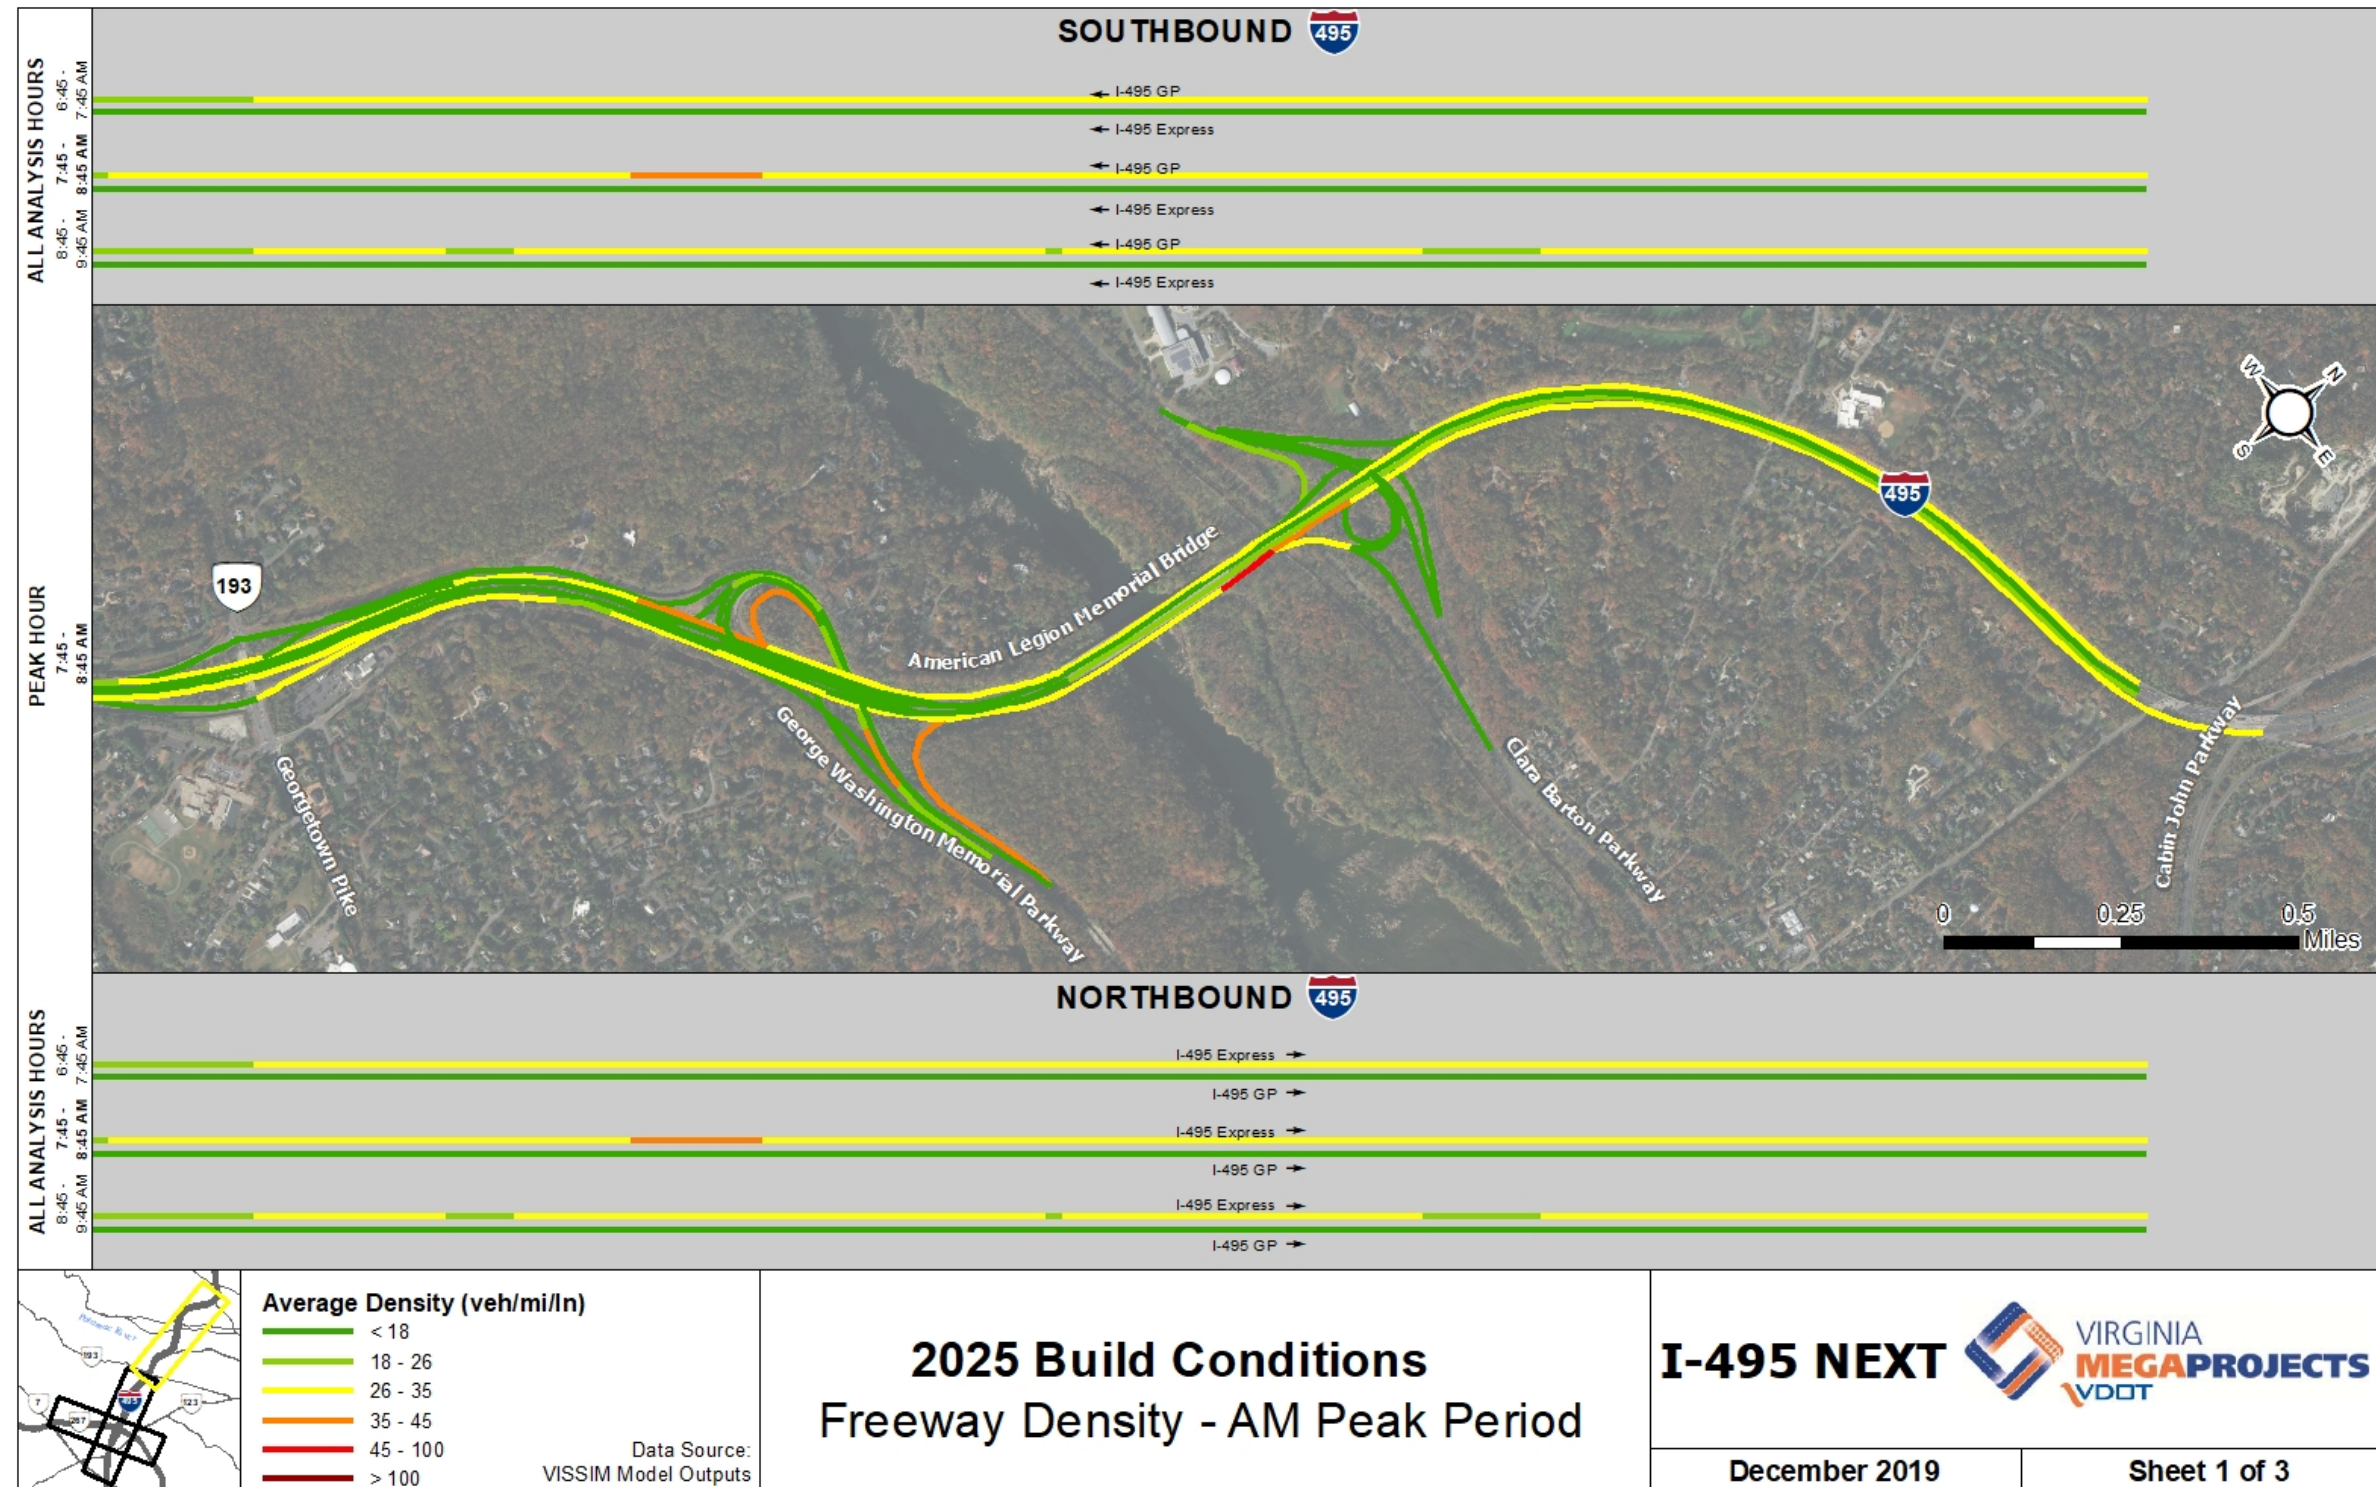 SOUTHBOUND 495
ALL ANALYSIS HOURS
6:45 -
7:45 AM
I-495 GP
I-495 Express
7:45 -
8:45 AM
I-495 GP
I-495 Express
8:45 -
9:45 AM
I-495 GP
I-495 Express
PEAK HOUR
7:45 -
8:45 AM
193
495
American Legion Memorial Bridge
George Washington Memorial Parkway
Georgetown Pike
Clara Barton Parkway
Cabin John Parkway
W
N
S
E
0 0.25 0.5
Miles
NORTHBOUND 495
ALL ANALYSIS HOURS
6:45 -
7:45 AM
I-495 Express
I-495 GP
7:45 -
8:45 AM
I-495 Express
I-495 GP
8:45 -
9:45 AM
I-495 Express
I-495 GP
Potomac River
193
7
267
495
123
Average Density (veh/mi/ln)
< 18
18 - 26
26 - 35
35 - 45
45 - 100
> 100
Data Source:
VISSIM Model Outputs
2025 Build Conditions
Freeway Density - AM Peak Period
I-495 NEXT
VIRGINIA
MEGAPROJECTS
VDOT
December 2019
Sheet 1 of 3